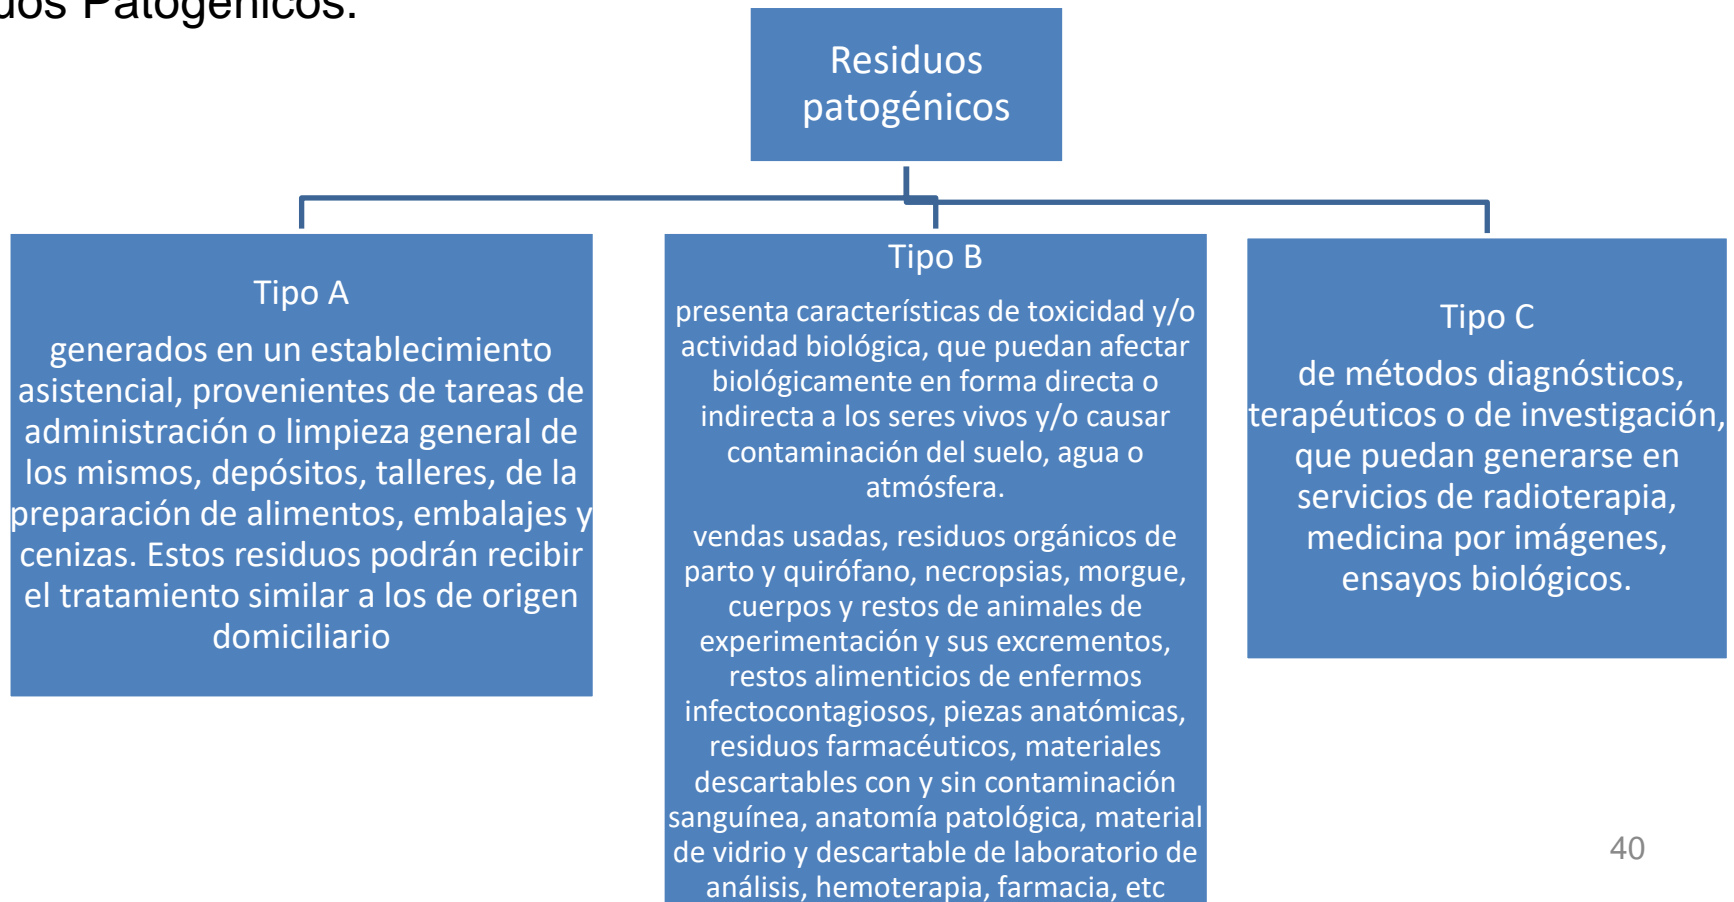 Patogénicos.
Residuos
patogénicos
Tipo A
generados en un establecimiento
asistencial, provenientes de tareas de
administración o limpieza general de
los mismos, depósitos, talleres, de la
preparación de alimentos, embalajes y
cenizas. Estos residuos podrán recibir
el tratamiento similar a los de origen
domiciliario
Tipo B
presenta características de toxicidad y/o
actividad biológica, que puedan afectar
biológicamente en forma directa o
indirecta a los seres vivos y/o causar
contaminación del suelo, agua o
atmósfera.
vendas usadas, residuos orgánicos de
parto y quirófano, necropsias, morgue,
cuerpos y restos de animales de
experimentación y sus excrementos,
restos alimenticios de enfermos
infectocontagiosos, piezas anatómicas,
residuos farmacéuticos, materiales
descartables con y sin contaminación
sanguínea, anatomía patológica, material
de vidrio y descartable de laboratorio de
análisis, hemoterapia, farmacia, etc
Tipo C
de métodos diagnósticos,
terapéuticos o de investigación,
que puedan generarse en
servicios de radioterapia,
medicina por imágenes,
ensayos biológicos.
40